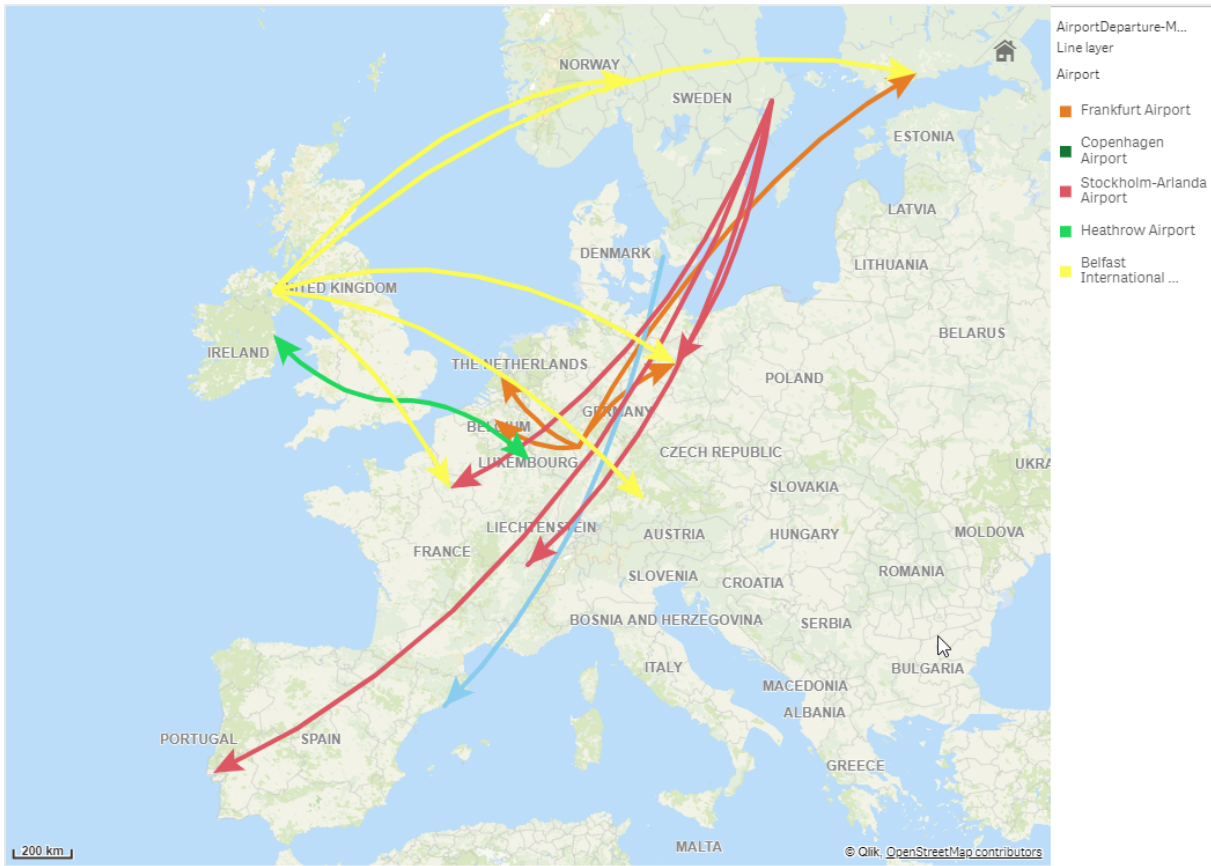 NORWAY
SWEDEN
ESTONIA
LATVIA
DENMARK
LITHUANIA
UNITED KINGDOM
BELARUS
IRELAND
THE NETHERLANDS
POLAND
GERMANY
BELGIUM
CZECH REPUBLIC
LUXEMBOURG
UKRA
SLOVAKIA
LIECHTENSTEIN
AUSTRIA
HUNGARY
MOLDOVA
FRANCE
SLOVENIA
CROATIA
ROMANIA
BOSNIA AND HERZEGOVINA
SERBIA
ITALY
BULGARIA
MACEDONIA
ALBANIA
PORTUGAL
SPAIN
GREECE
MALTA
200 km
© Qlik, OpenStreetMap contributors
AirportDeparture-M...
Line layer
Airport
Frankfurt Airport
Copenhagen
Airport
Stockholm-Arlanda
Airport
Heathrow Airport
Belfast
International ...